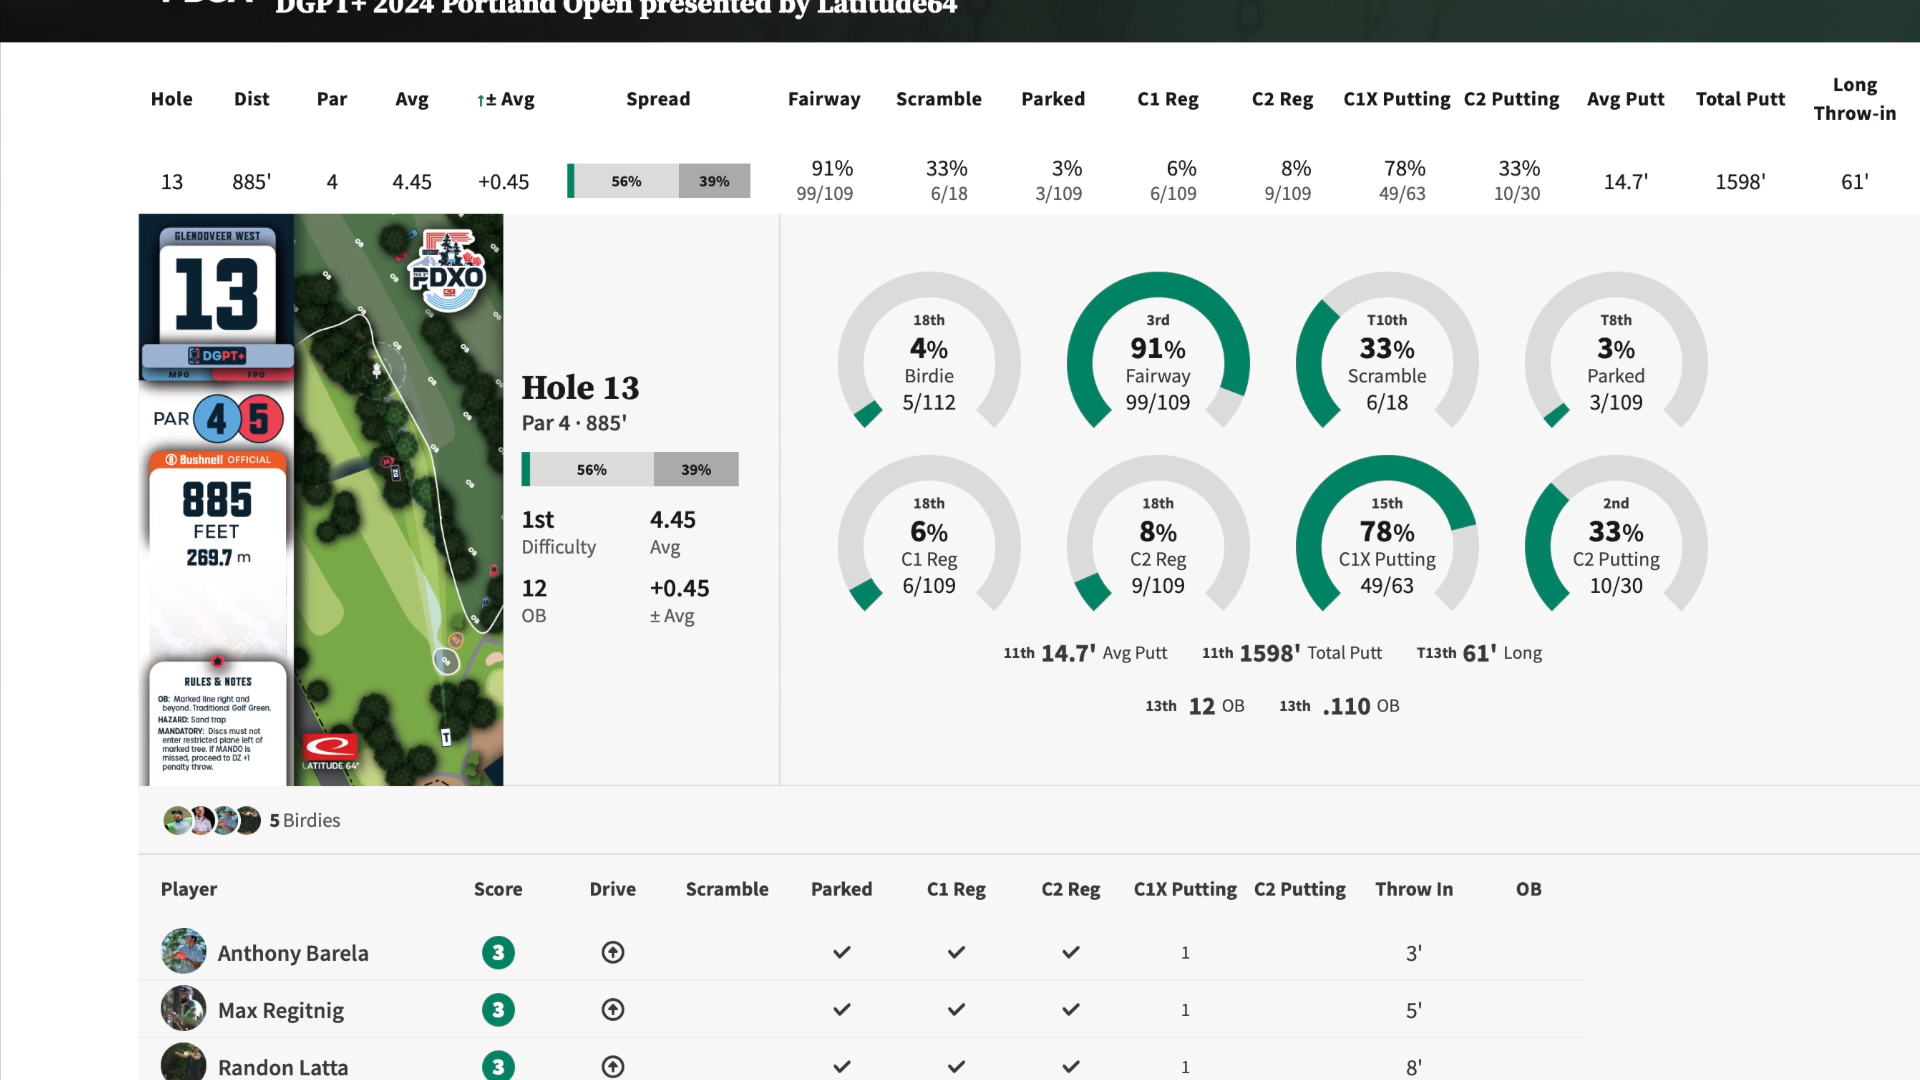 DGPT+ 2024 Portland Open presented by Latitude64
Hole Dist Par Avg ↑± Avg Spread Fairway Scramble Parked C1 Reg C2 Reg C1X Putting C2 Putting Avg Putt Total Putt Long Throw-in
13 885' 4 4.45 +0.45 56% 39% 91% 33% 3% 6% 8% 78% 33% 14.7' 1598' 61'
99/109 6/18 3/109 6/109 9/109 49/63 10/30
GLENDOVEER WEST
13
DGPT+
MPO FPO
PAR 4 5
Bushnell OFFICIAL
885
FEET
269.7 m
RULES & NOTES
OB: Marked line right and
beyond. Traditional Golf Green.
HAZARD: Sand trap
MANDATORY: Discs must not
enter restricted plane left of
marked tree. If MANDO is
missed, proceed to DZ +1
penalty throw.
PDXO
OB
T
LATITUDE 64°
Hole 13
Par 4 · 885'
56% 39%
1st 4.45
Difficulty Avg
12 +0.45
OB ± Avg
18th 3rd T10th T8th
4% 91% 33% 3%
Birdie Fairway Scramble Parked
5/112 99/109 6/18 3/109
18th 18th 15th 2nd
6% 8% 78% 33%
C1 Reg C2 Reg C1X Putting C2 Putting
6/109 9/109 49/63 10/30
11th 14.7' Avg Putt 11th 1598' Total Putt T13th 61' Long
13th 12 OB 13th .110 OB
5 Birdies
Player Score Drive Scramble Parked C1 Reg C2 Reg C1X Putting C2 Putting Throw In OB
Anthony Barela 3 1 3'
Max Regitnig 3 1 5'
Randon Latta 3 1 8'